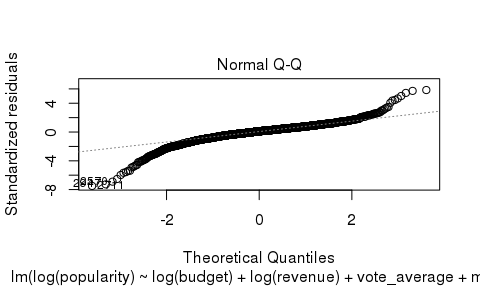 Normal Q-Q
Standardized residuals
4
0
-4
-8
-2
0
2
Theoretical Quantiles
lm(log(popularity) ~ log(budget) + log(revenue) + vote_average + m